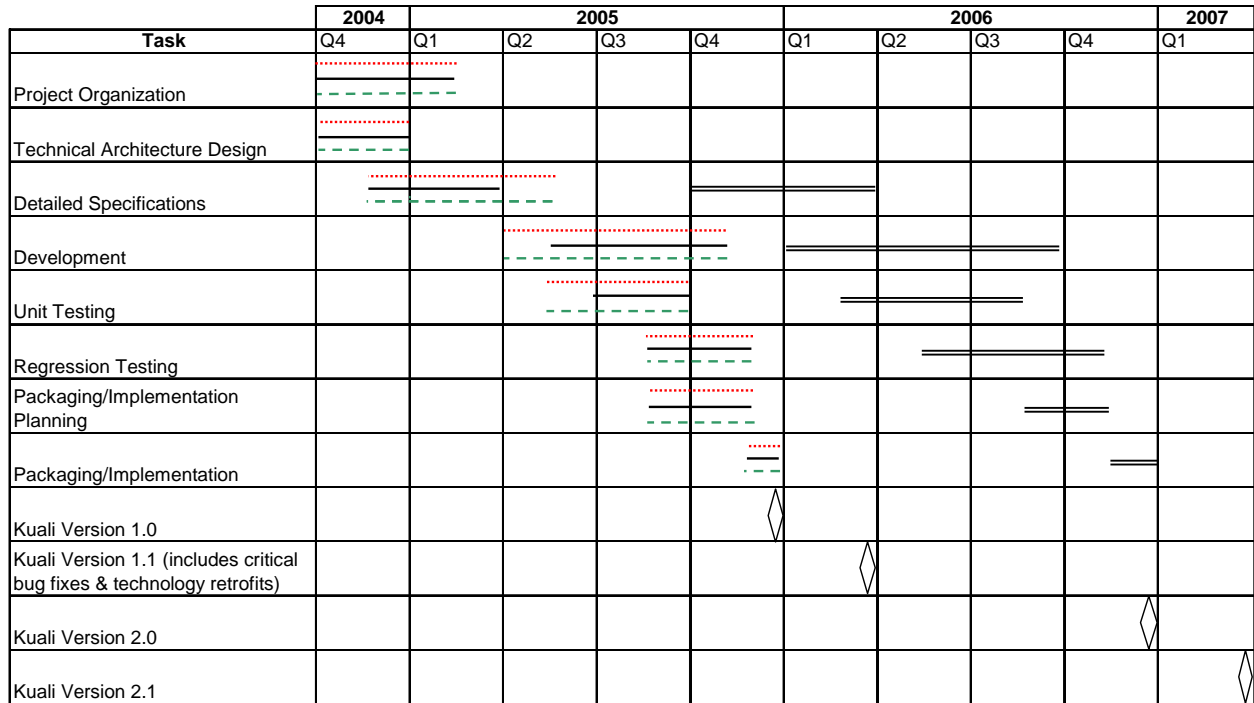 2004 2005 2006 2007
Task Q4 Q1 Q2 Q3 Q4 Q1 Q2 Q3 Q4 Q1
Project Organization
Technical Architecture Design
Detailed Specifications
Development
Unit Testing
Regression Testing
Packaging/Implementation
Planning
Packaging/Implementation
Kuali Version 1.0
Kuali Version 1.1 (includes critical
bug fixes & technology retrofits)
Kuali Version 2.0
Kuali Version 2.1